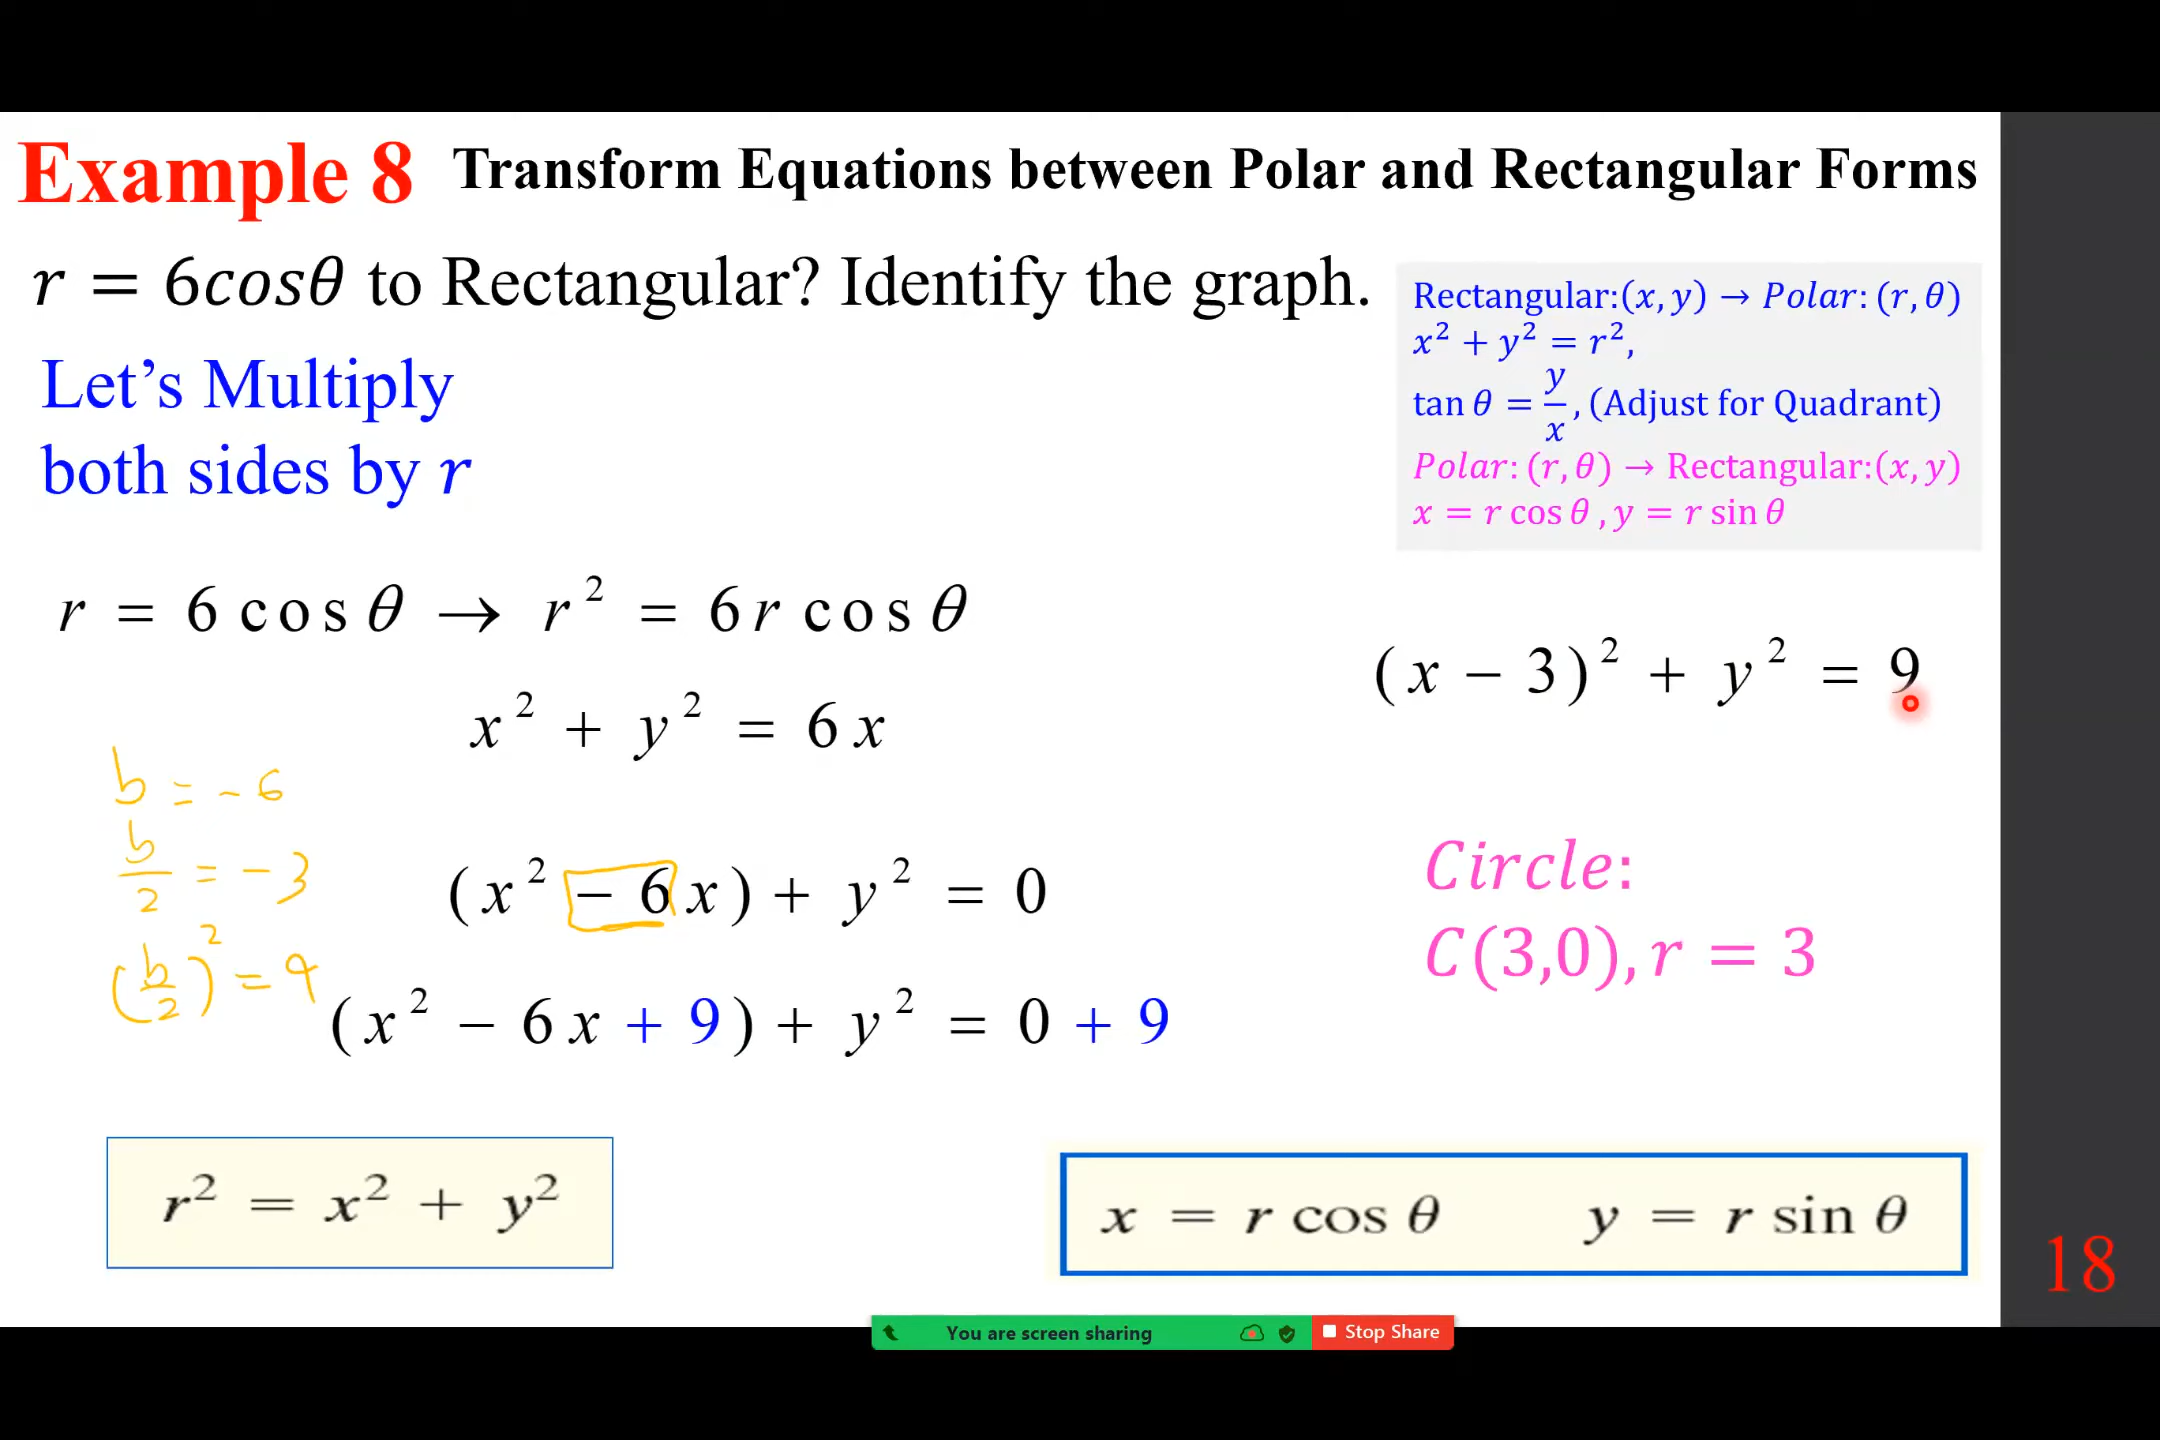 Example 8 Transform Equations between Polar and Rectangular Forms
r = 6cosθ to Rectangular? Identify the graph.
Let's Multiply
both sides by r
Rectangular:(x, y) → Polar: (r, θ)
x² + y² = r²,
tan θ = y/x, (Adjust for Quadrant)
Polar: (r, θ) → Rectangular:(x, y)
x = r cos θ , y = r sin θ
r = 6 cos θ → r² = 6r cos θ
x² + y² = 6x
(x² − 6x) + y² = 0
(x² − 6x + 9) + y² = 0 + 9
b = -6
b/2 = -3
(b/2)² = 9
(x − 3)² + y² = 9
Circle:
C(3,0), r = 3
r² = x² + y²
x = r cos θ y = r sin θ
18
You are screen sharing
Stop Share